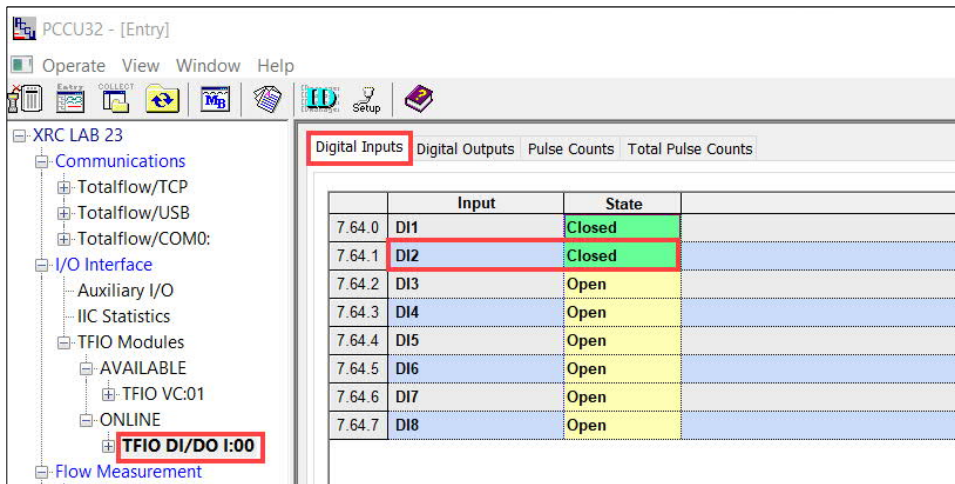 PCCU32 - [Entry]
Operate View Window Help
Entry COLLECT MB ID Setup
XRC LAB 23
Communications
Totalflow/TCP
Totalflow/USB
Totalflow/COM0:
I/O Interface
Auxiliary I/O
IIC Statistics
TFIO Modules
AVAILABLE
TFIO VC:01
ONLINE
TFIO DI/DO I:00
Flow Measurement
Digital Inputs Digital Outputs Pulse Counts Total Pulse Counts
Input State
7.64.0 DI1 Closed
7.64.1 DI2 Closed
7.64.2 DI3 Open
7.64.3 DI4 Open
7.64.4 DI5 Open
7.64.5 DI6 Open
7.64.6 DI7 Open
7.64.7 DI8 Open